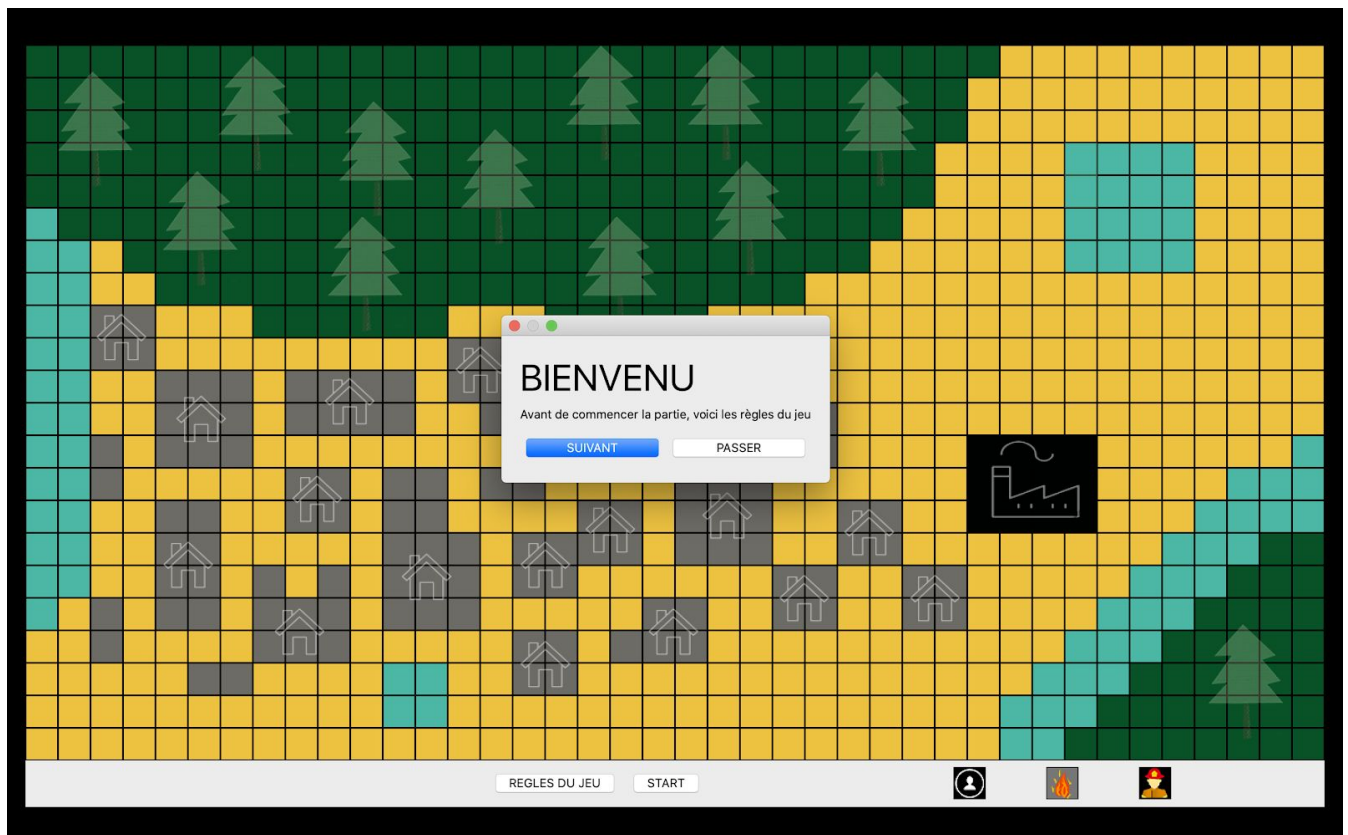 BIENVENU
Avant de commencer la partie, voici les règles du jeu
SUIVANT PASSER
REGLES DU JEU START